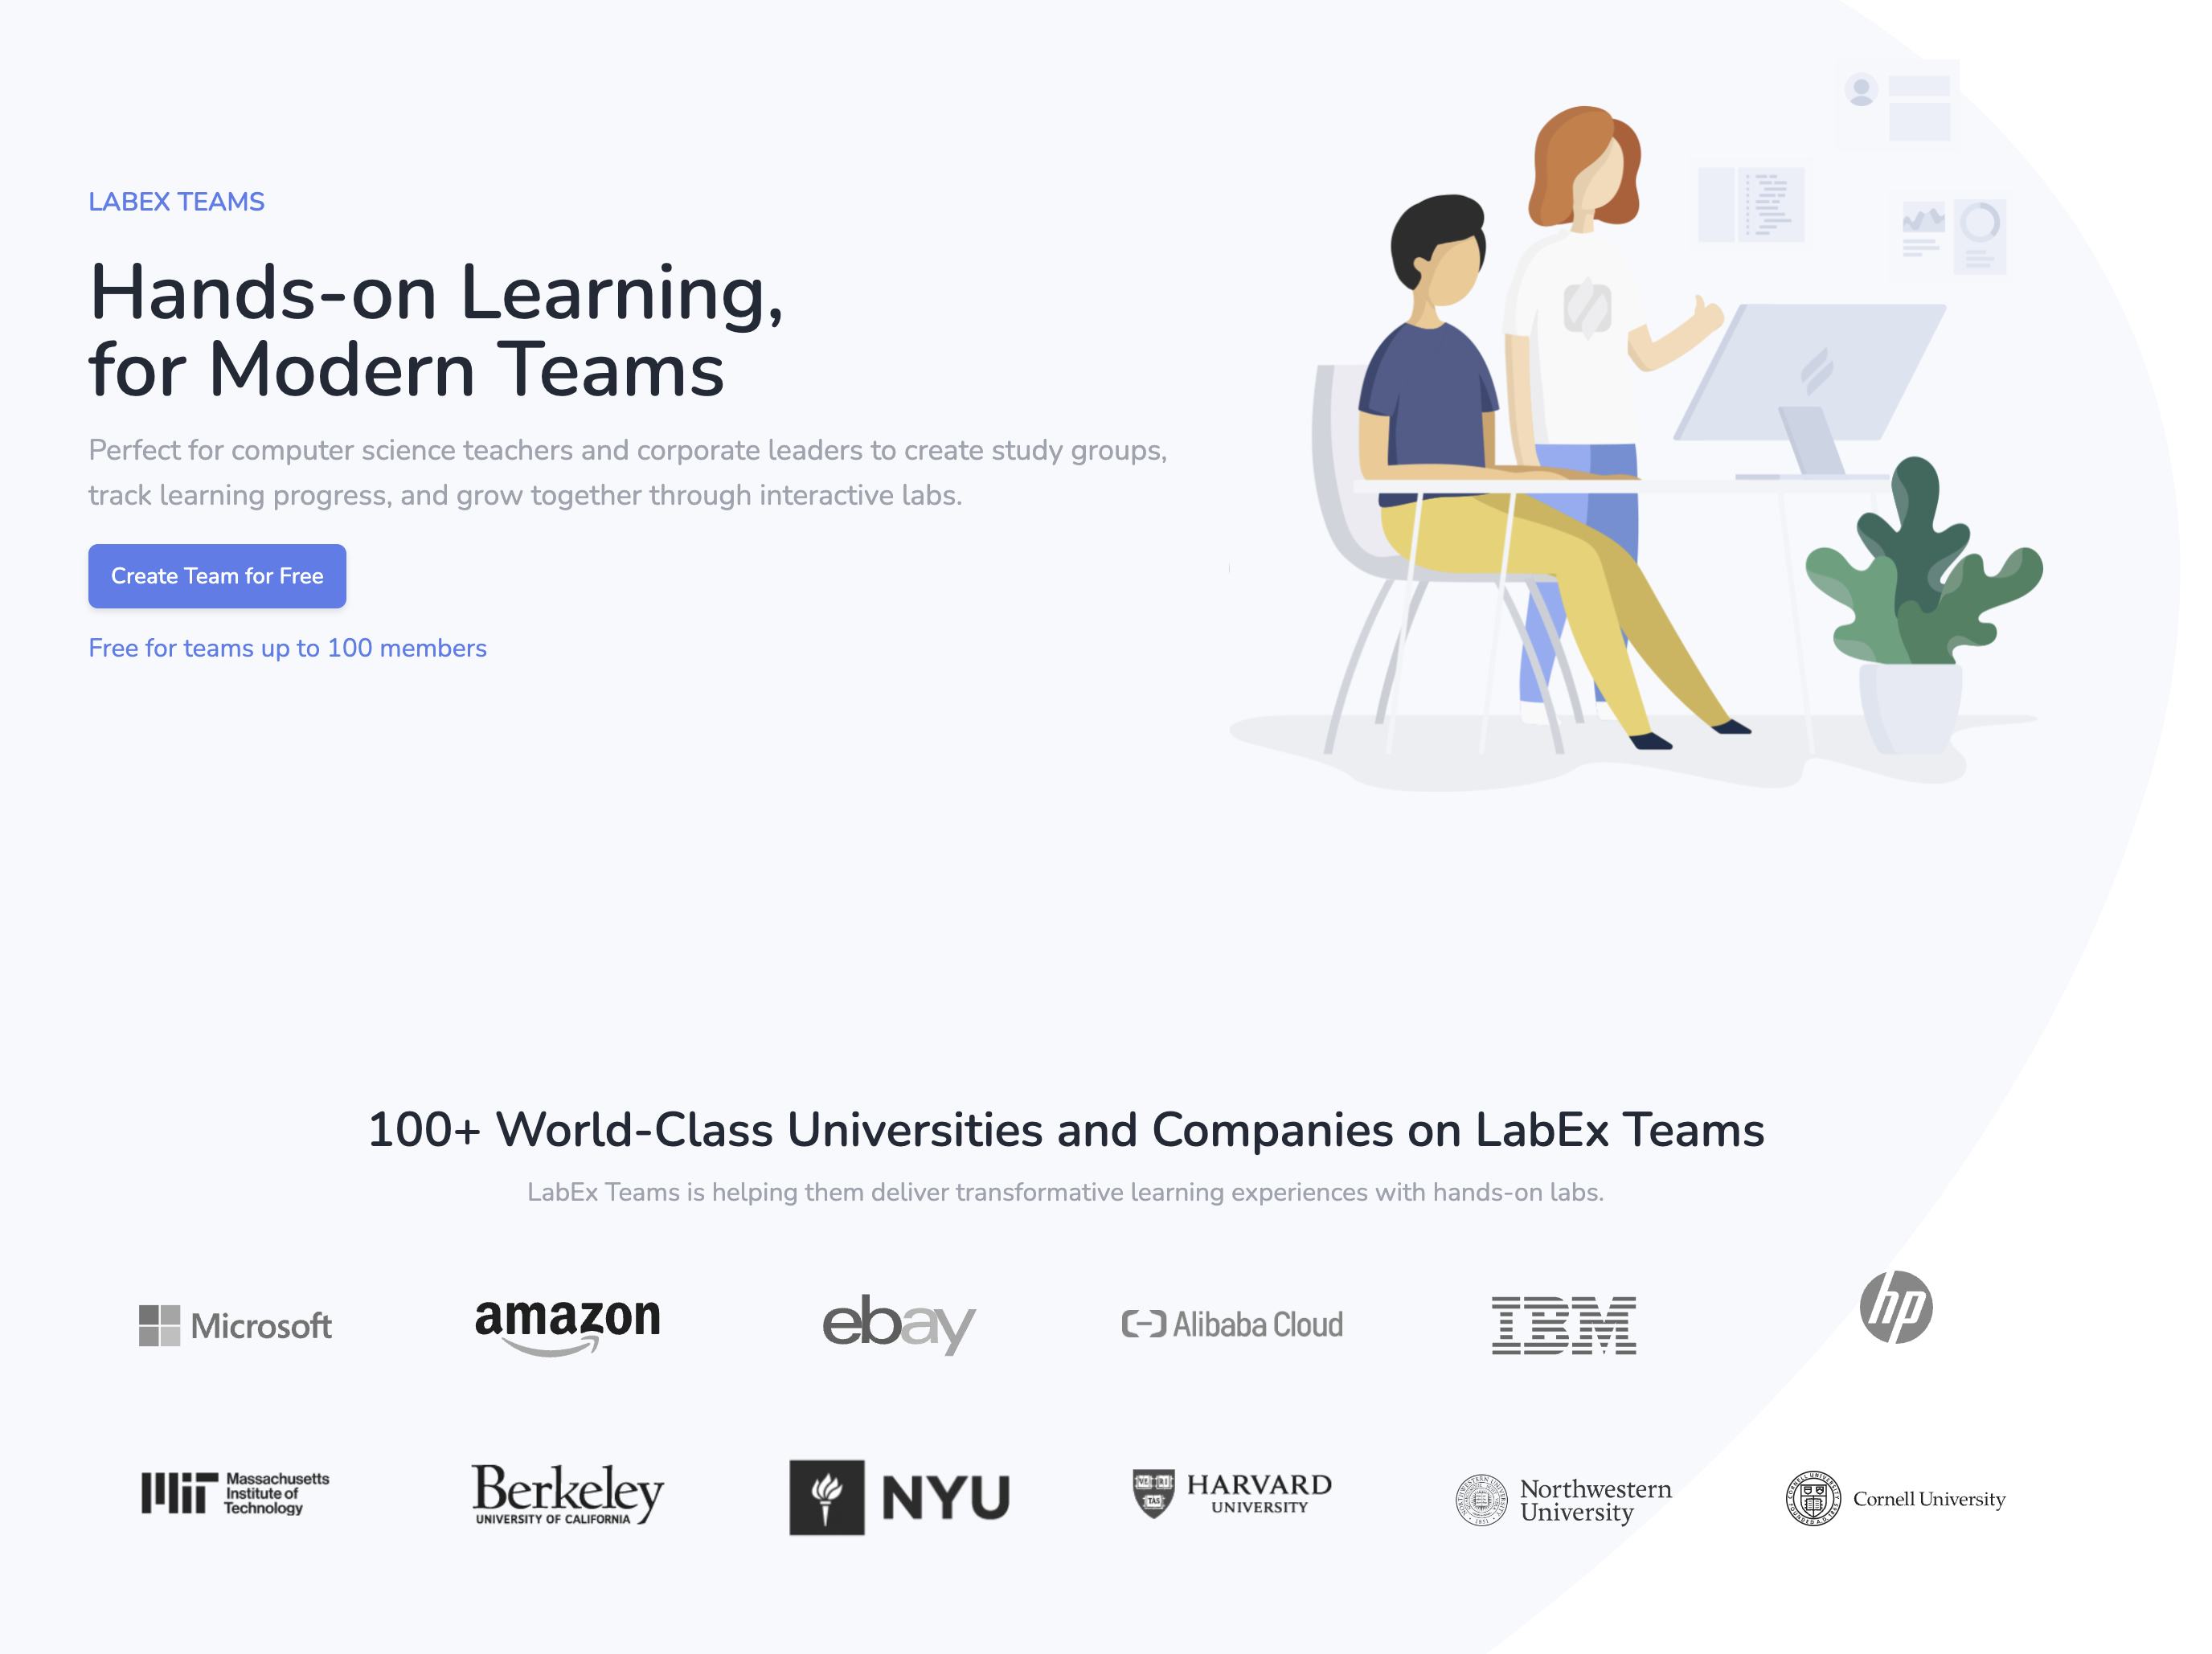 LABEX TEAMS
Hands-on Learning,
for Modern Teams
Perfect for computer science teachers and corporate leaders to create study groups,
track learning progress, and grow together through interactive labs.
Create Team for Free
Free for teams up to 100 members
100+ World-Class Universities and Companies on LabEx Teams
LabEx Teams is helping them deliver transformative learning experiences with hands-on labs.
Microsoft
amazon
ebay
Alibaba Cloud
IBM
hp
MIT Massachusetts
Institute of
Technology
Berkeley
UNIVERSITY OF CALIFORNIA
NYU
VE RI TAS
HARVARD
UNIVERSITY
Northwestern
University
Cornell University